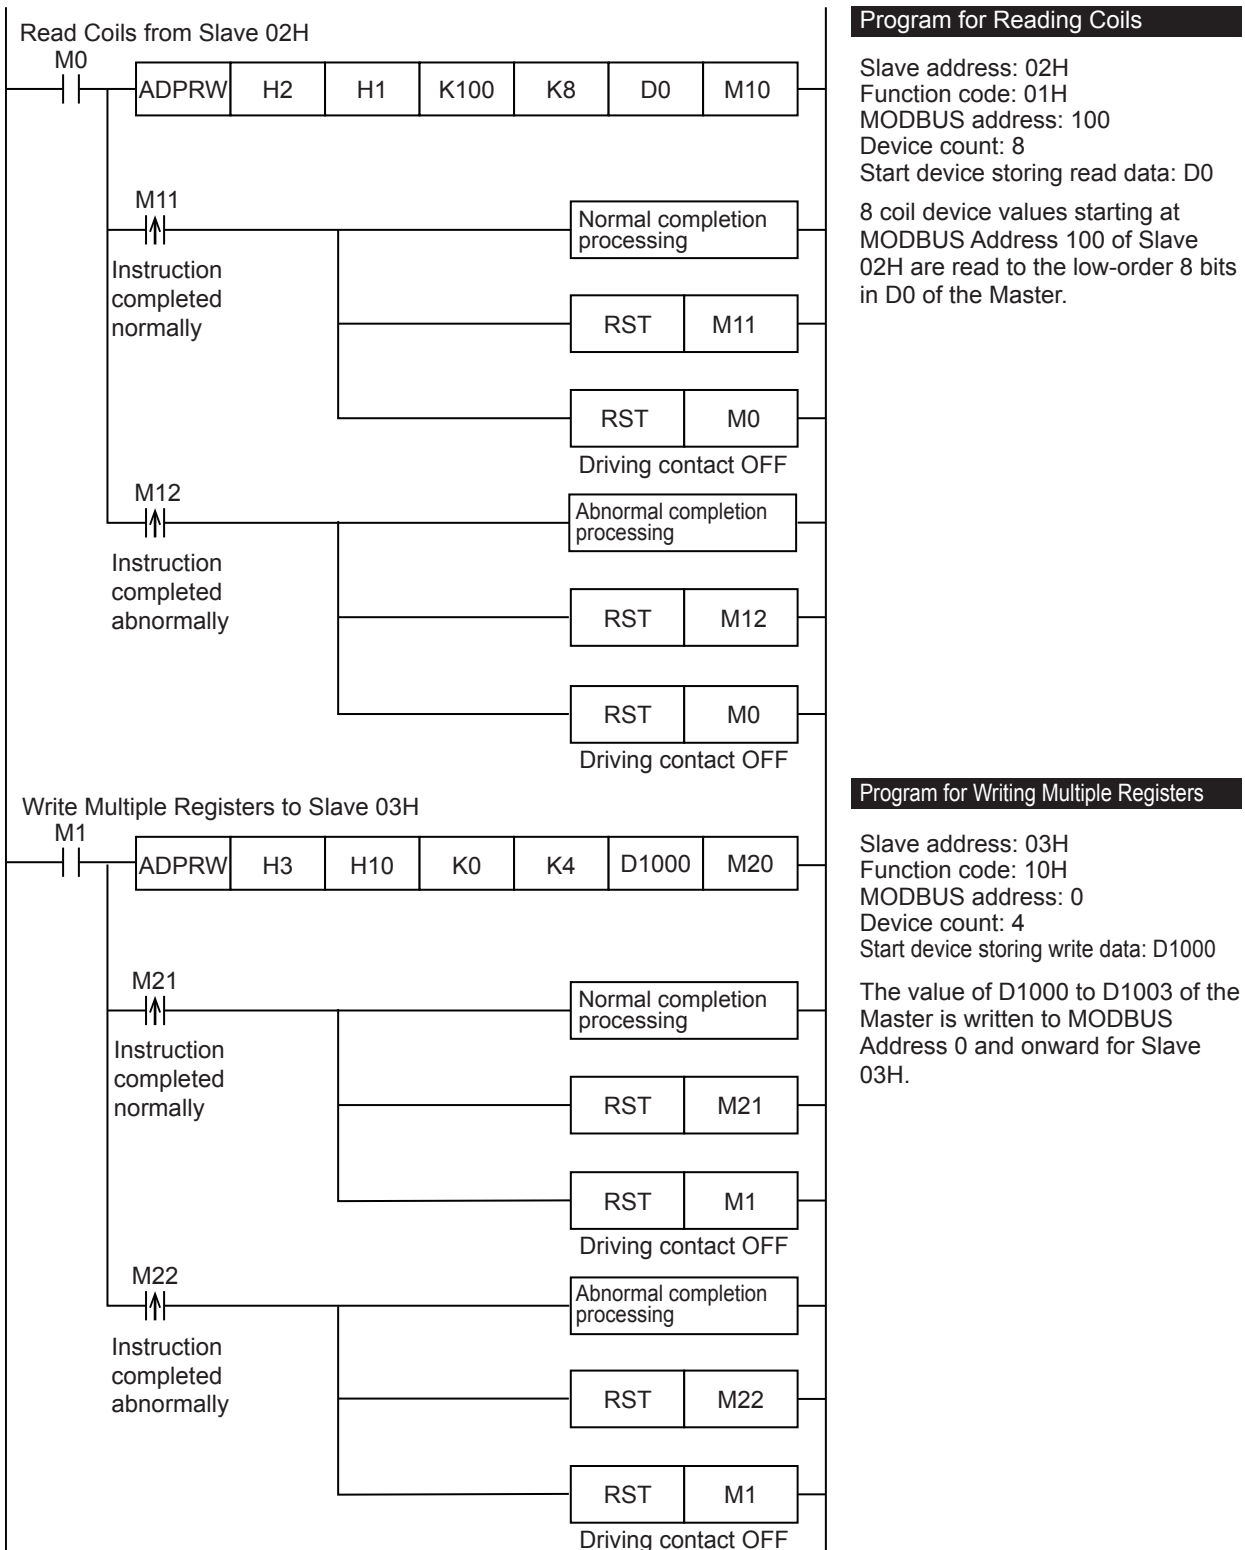 Read Coils from Slave 02H
M0
ADPRW H2 H1 K100 K8 D0 M10
M11
Normal completion
processing
Instruction
completed
normally
RST M11
RST M0
Driving contact OFF
M12
Abnormal completion
processing
Instruction
completed
abnormally
RST M12
RST M0
Driving contact OFF
Program for Reading Coils
Slave address: 02H
Function code: 01H
MODBUS address: 100
Device count: 8
Start device storing read data: D0
8 coil device values starting at
MODBUS Address 100 of Slave
02H are read to the low-order 8 bits
in D0 of the Master.
Write Multiple Registers to Slave 03H
M1
ADPRW H3 H10 K0 K4 D1000 M20
M21
Normal completion
processing
Instruction
completed
normally
RST M21
RST M1
Driving contact OFF
M22
Abnormal completion
processing
Instruction
completed
abnormally
RST M22
RST M1
Driving contact OFF
Program for Writing Multiple Registers
Slave address: 03H
Function code: 10H
MODBUS address: 0
Device count: 4
Start device storing write data: D1000
The value of D1000 to D1003 of the
Master is written to MODBUS
Address 0 and onward for Slave
03H.